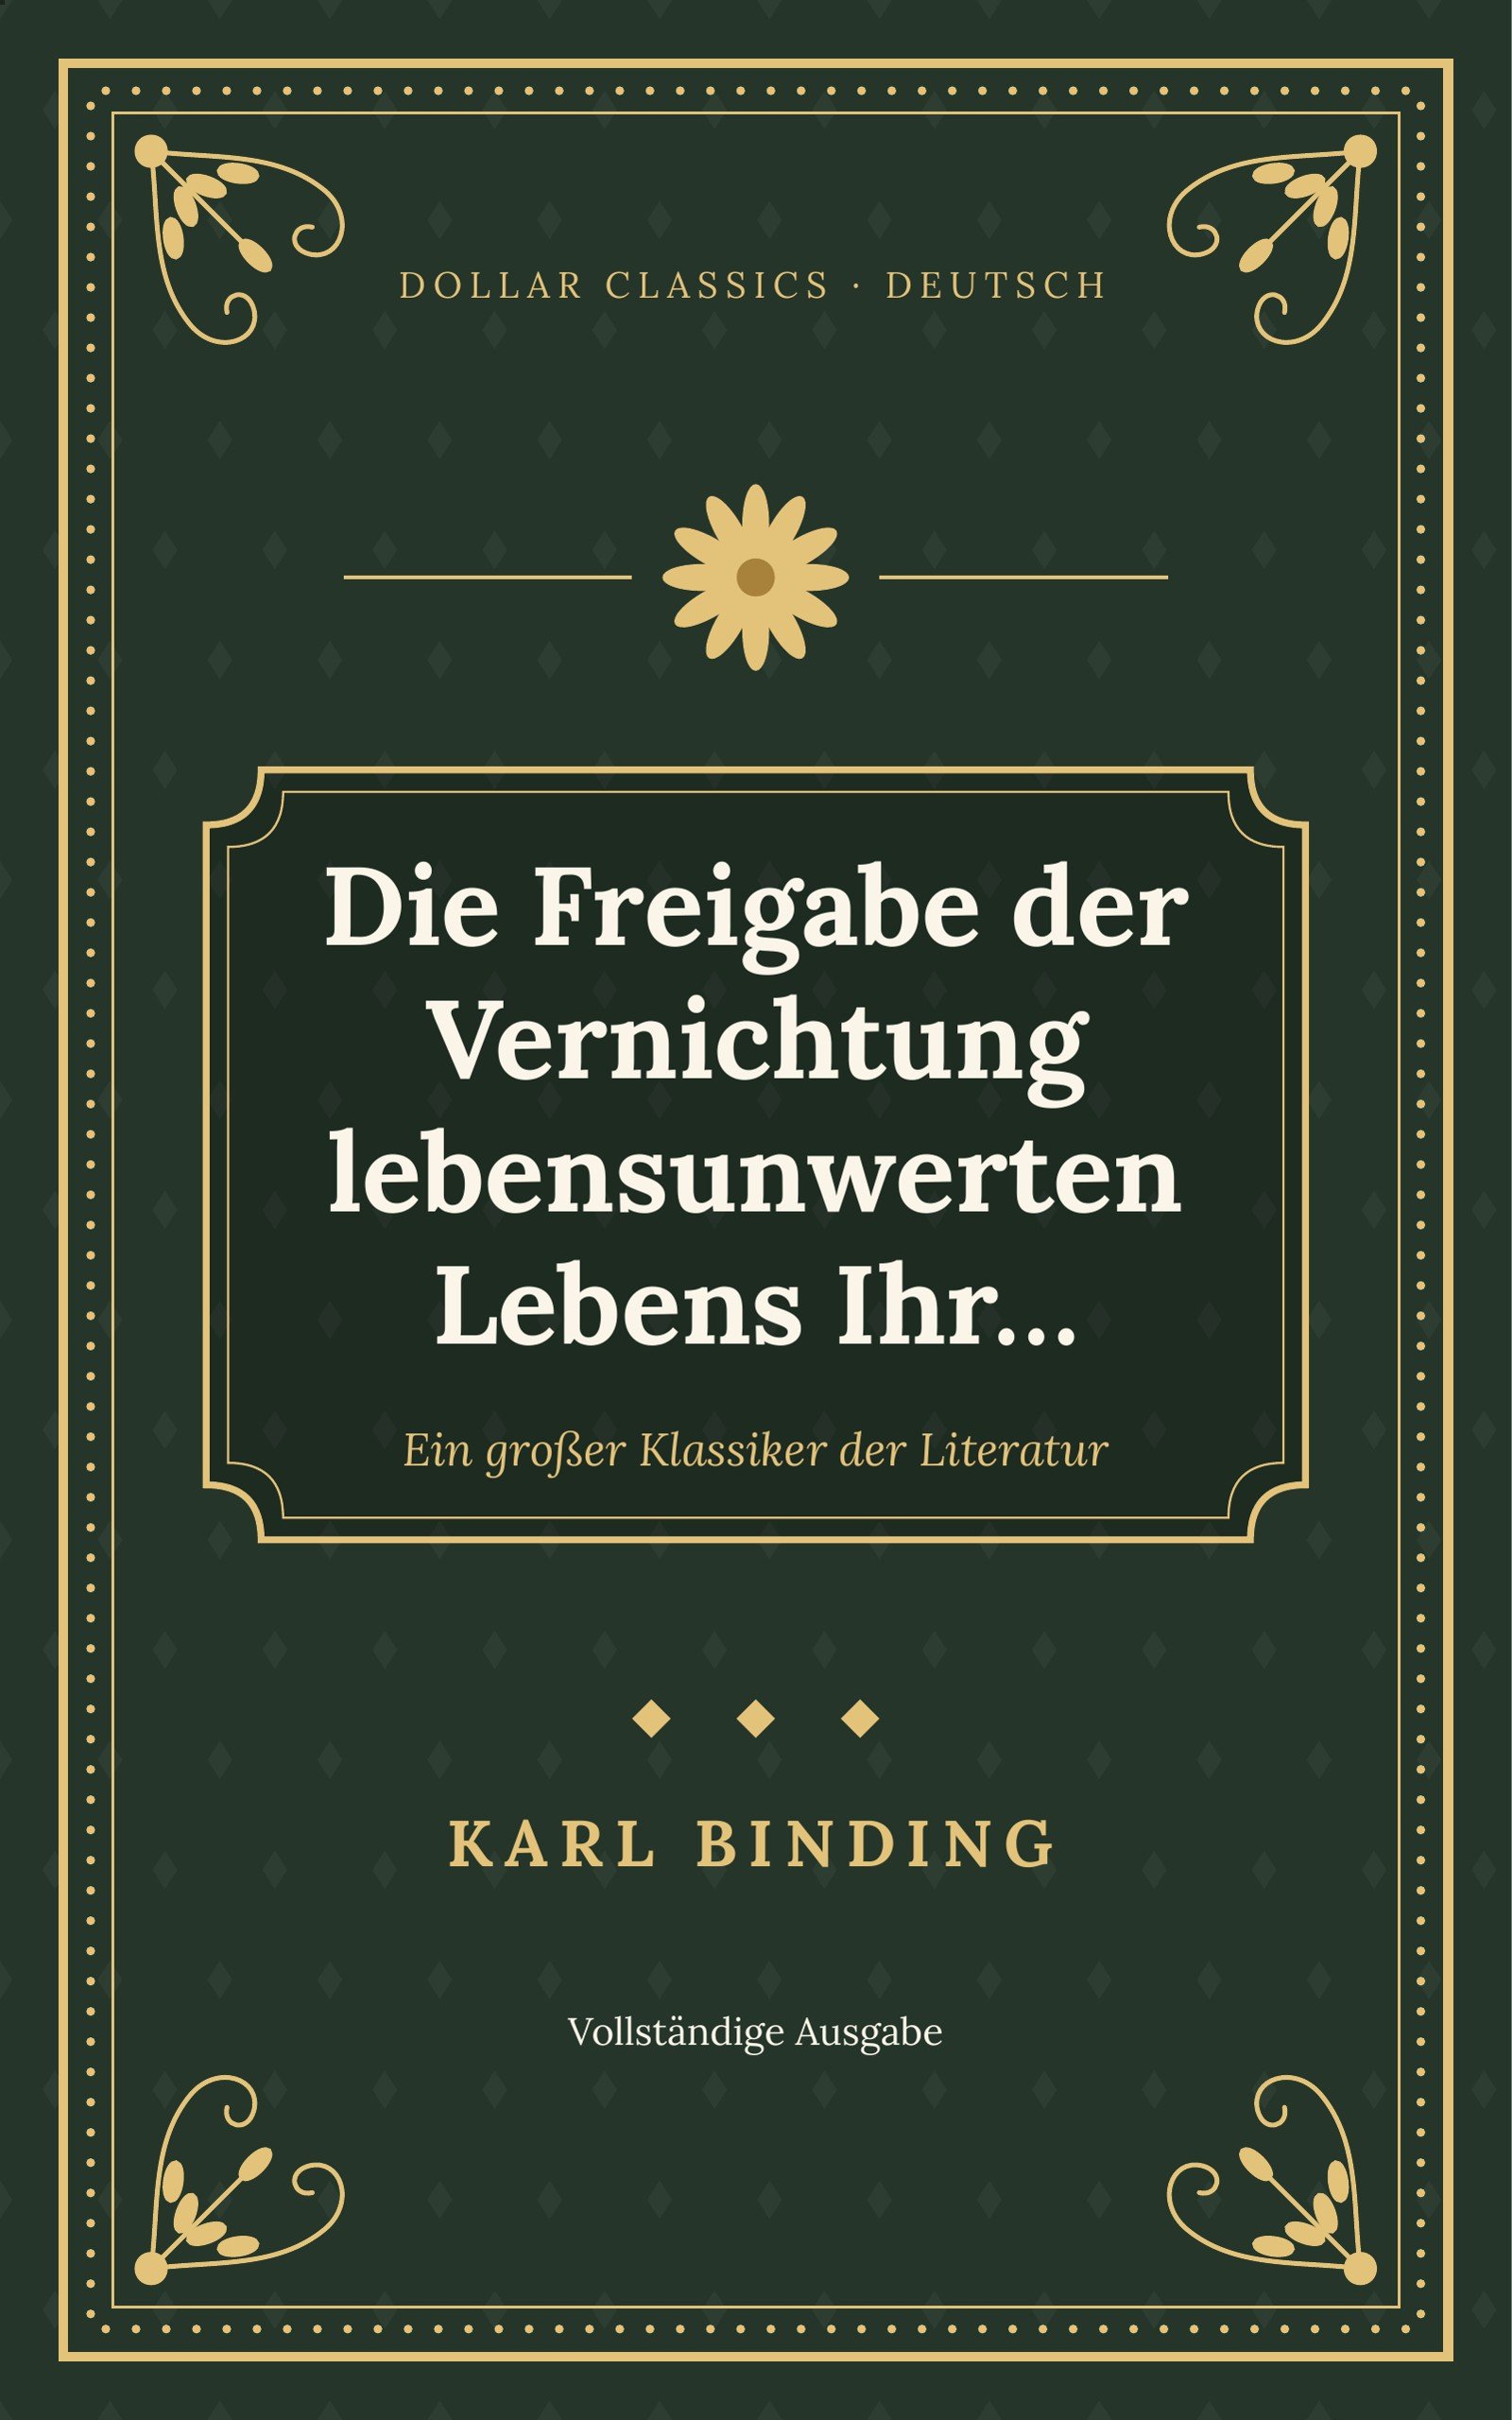 DOLLAR CLASSICS · DEUTSCH
Die Freigabe der
Vernichtung
lebensunwerten
Lebens Ihr...
Ein großer Klassiker der Literatur
KARL BINDING
Vollständige Ausgabe